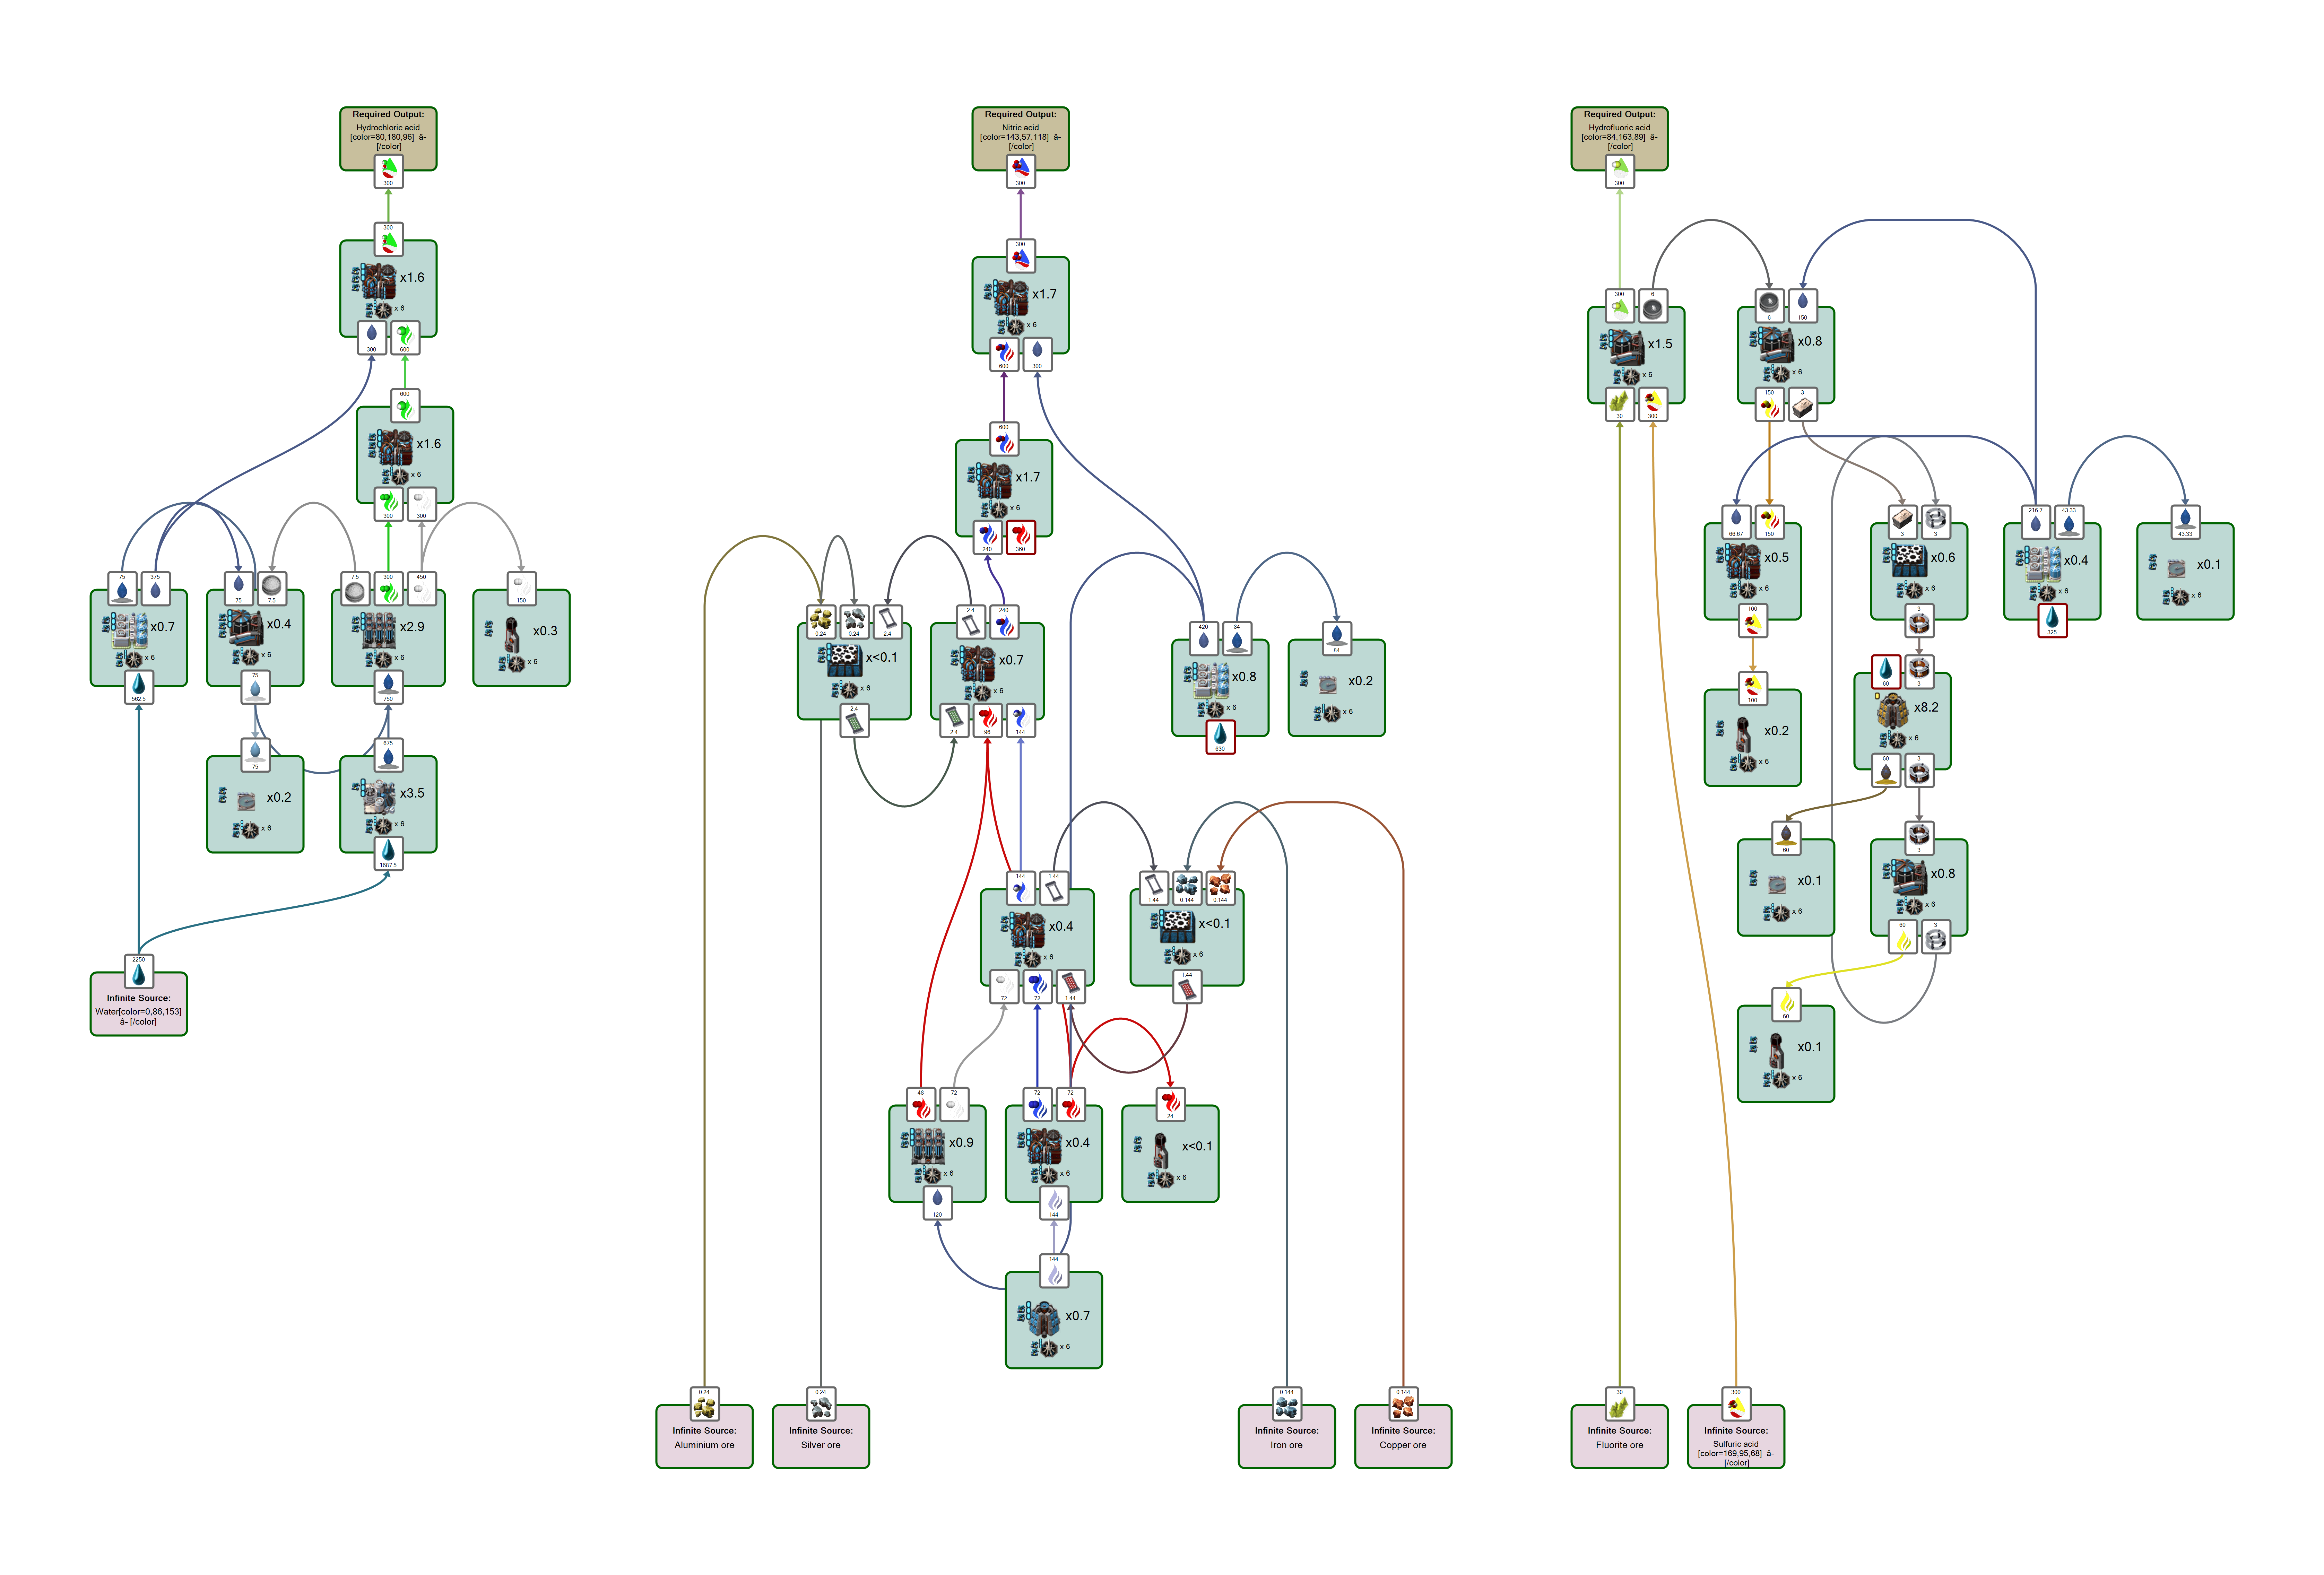 Required Output:
Hydrochloric acid
[color=80,180,96] â-
[/color]
300
300
x1.6
x 6
300
600
600
x1.6
x 6
300
300
75
375
x0.7
x 6
562.5
75
7.5
x0.4
x 6
75
7.5
300
450
x2.9
x 6
750
150
x0.3
x 6
75
x0.2
x 6
675
x3.5
x 6
1687.5
2250
Infinite Source:
Water[color=0,86,153]
â- [/color]
Required Output:
Nitric acid
[color=143,57,118] â-
[/color]
300
300
x1.7
x 6
600
300
600
x1.7
x 6
240
360
0.24
0.24
2.4
x<0.1
x 6
2.4
2.4
240
x0.7
x 6
2.4
96
144
420
84
x0.8
x 6
630
84
x0.2
x 6
144
1.44
x0.4
x 6
72
72
1.44
1.44
0.144
0.144
x<0.1
x 6
1.44
48
72
x0.9
x 6
120
72
72
x0.4
x 6
144
24
x<0.1
x 6
144
x0.7
x 6
0.24
Infinite Source:
Aluminium ore
0.24
Infinite Source:
Silver ore
0.144
Infinite Source:
Iron ore
0.144
Infinite Source:
Copper ore
Required Output:
Hydrofluoric acid
[color=84,163,89] â-
[/color]
300
300
6
x1.5
x 6
30
300
6
150
x0.8
x 6
150
3
66.67
150
x0.5
x 6
100
3
3
x0.6
x 6
3
216.7
43.33
x0.4
x 6
325
43.33
x0.1
x 6
100
x0.2
x 6
60
3
x8.2
x 6
60
3
60
x0.1
x 6
3
x0.8
x 6
60
3
60
x0.1
x 6
30
Infinite Source:
Fluorite ore
300
Infinite Source:
Sulfuric acid
[color=169,95,68] â-
[/color]